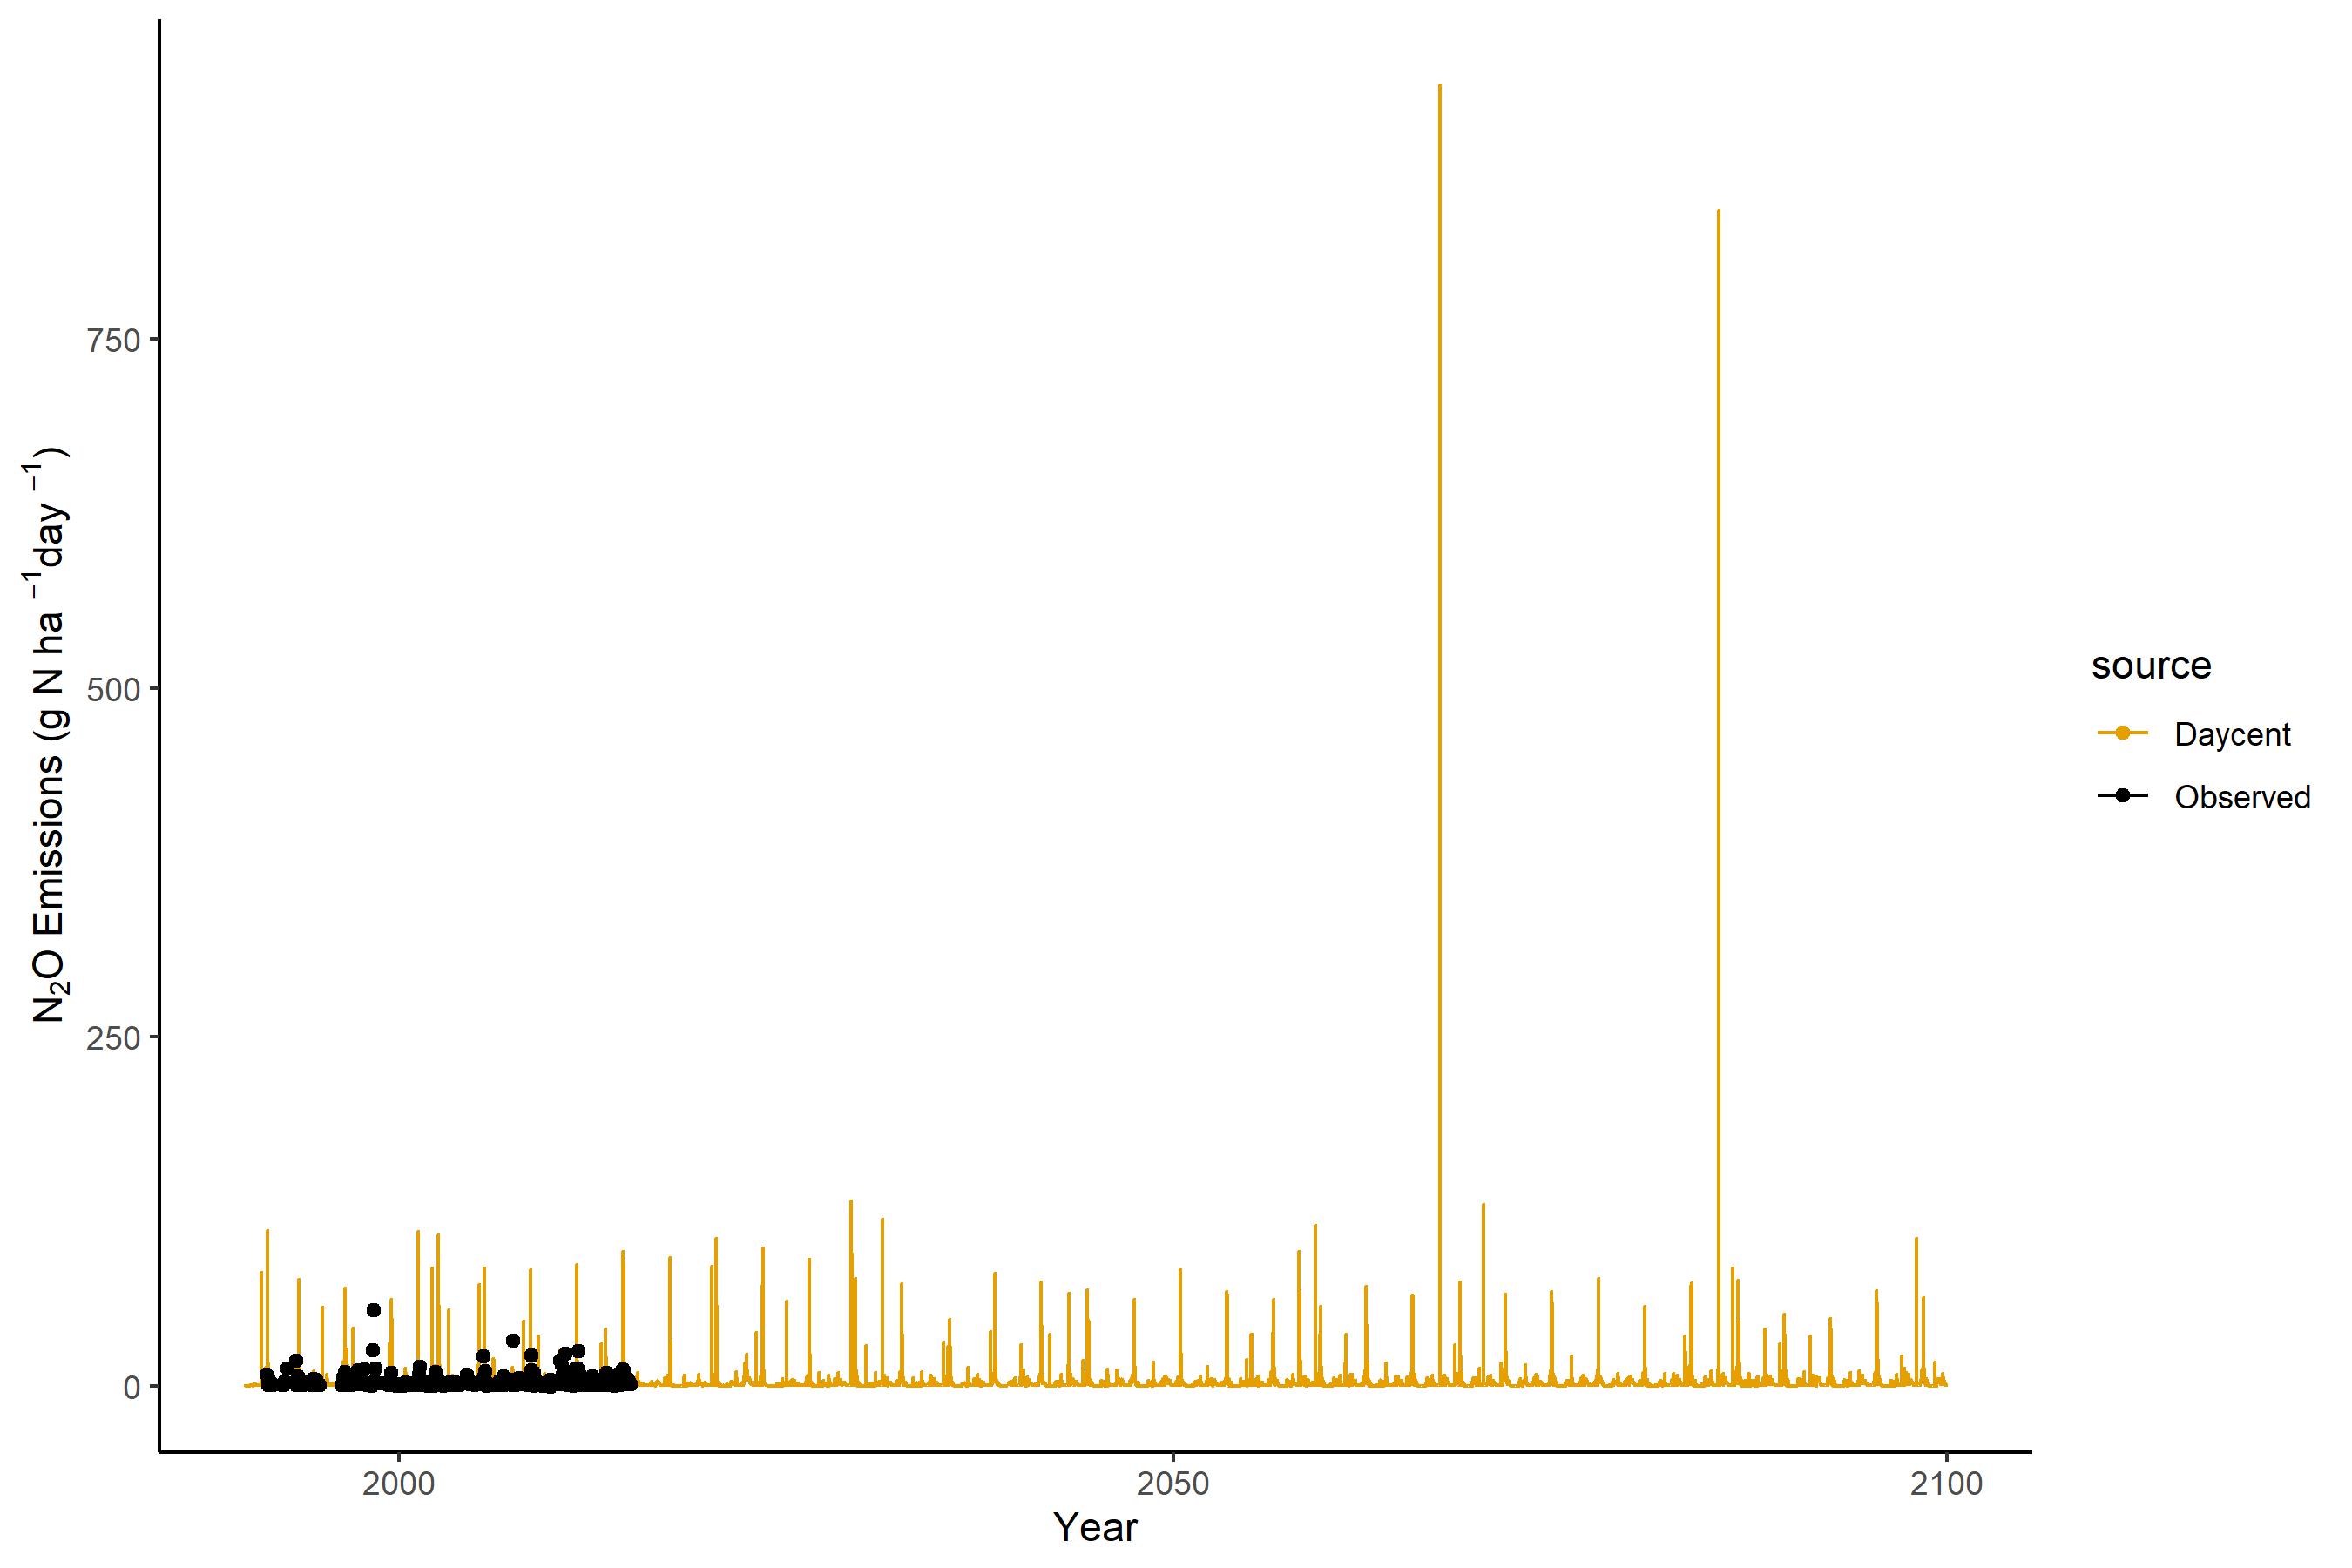 N₂O Emissions (g N ha ⁻¹day ⁻¹)
750
500
250
0
2000
2050
2100
Year
source
Daycent
Observed